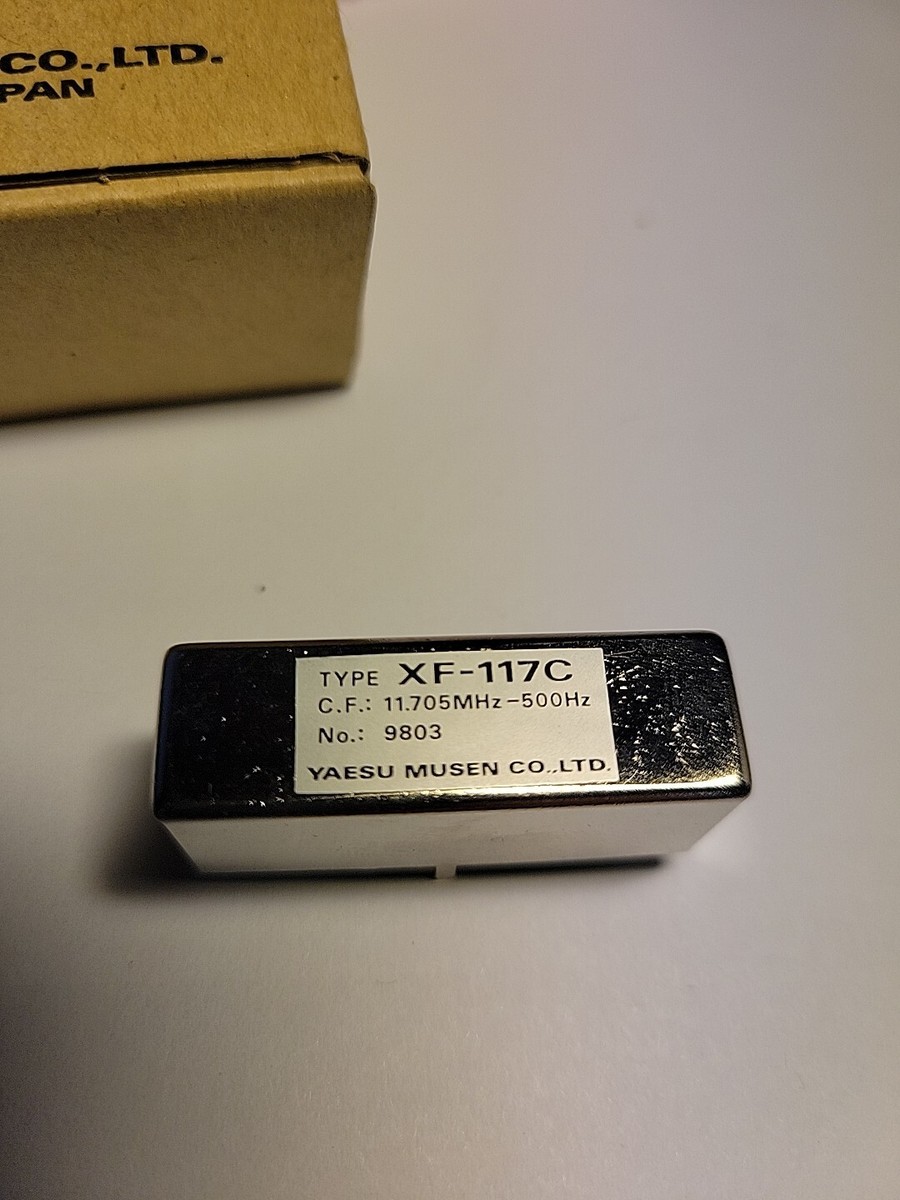 CO.,LTD.
PAN
TYPE XF-117C
C.F.: 11.705MHz-500Hz
No.: 9803
YAESU MUSEN CO.,LTD.